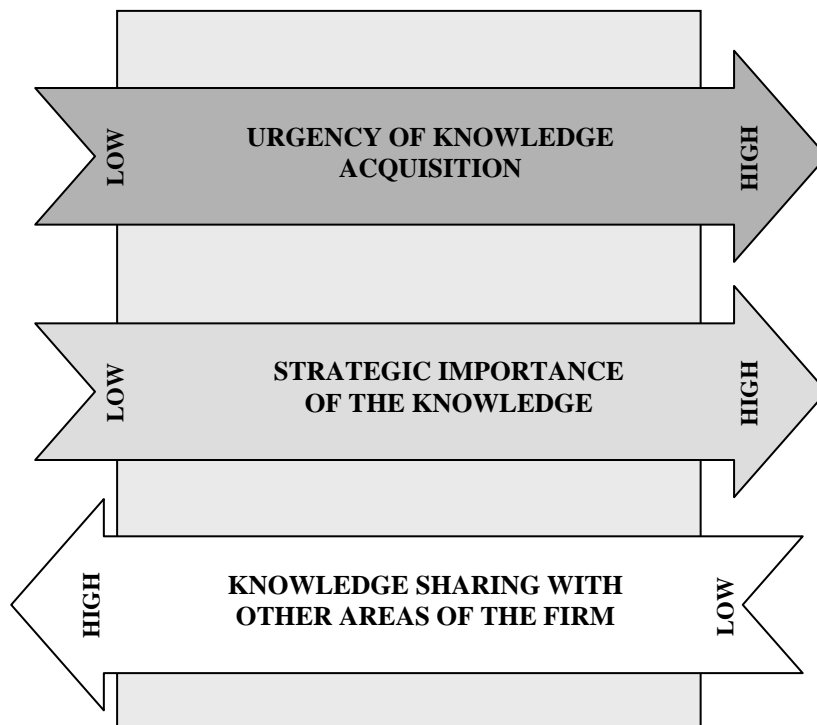 LOW
URGENCY OF KNOWLEDGE
ACQUISITION
HIGH
LOW
STRATEGIC IMPORTANCE
OF THE KNOWLEDGE
HIGH
HIGH
KNOWLEDGE SHARING WITH
OTHER AREAS OF THE FIRM
LOW